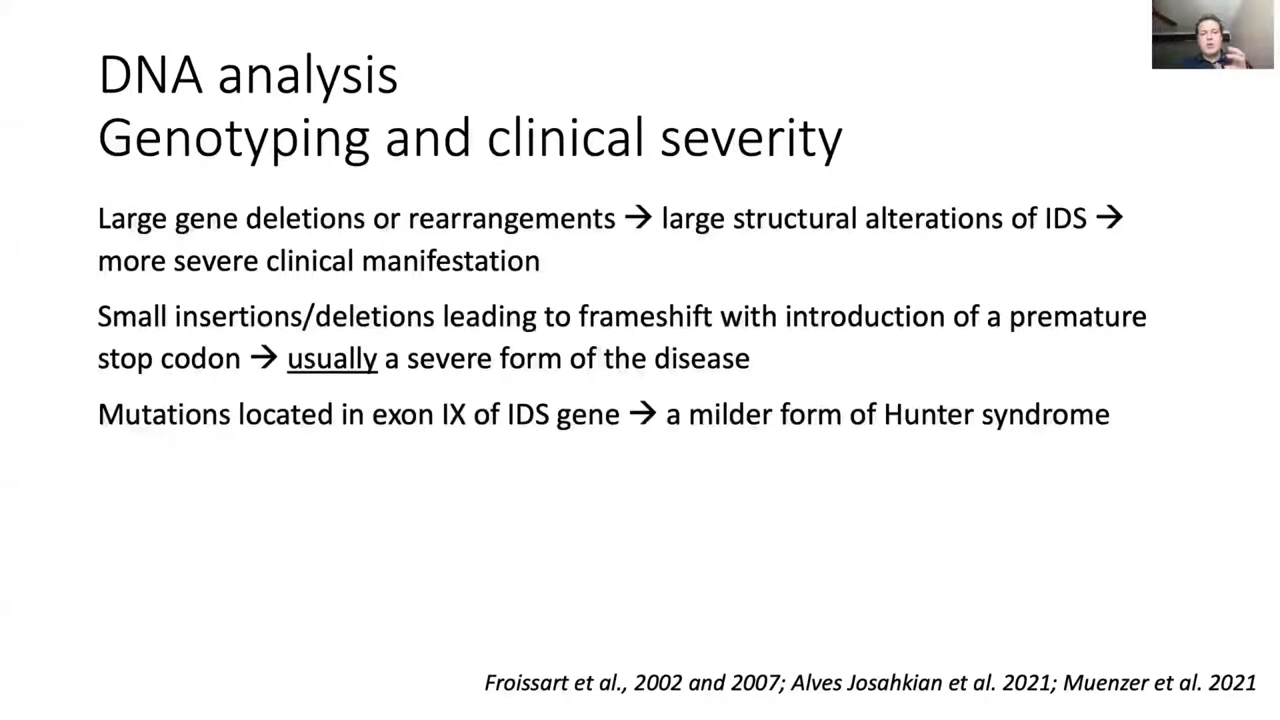 DNA analysis
Genotyping and clinical severity
Large gene deletions or rearrangements → large structural alterations of IDS →
more severe clinical manifestation
Small insertions/deletions leading to frameshift with introduction of a premature
stop codon → usually a severe form of the disease
Mutations located in exon IX of IDS gene → a milder form of Hunter syndrome
Froissart et al., 2002 and 2007; Alves Josahkian et al. 2021; Muenzer et al. 2021